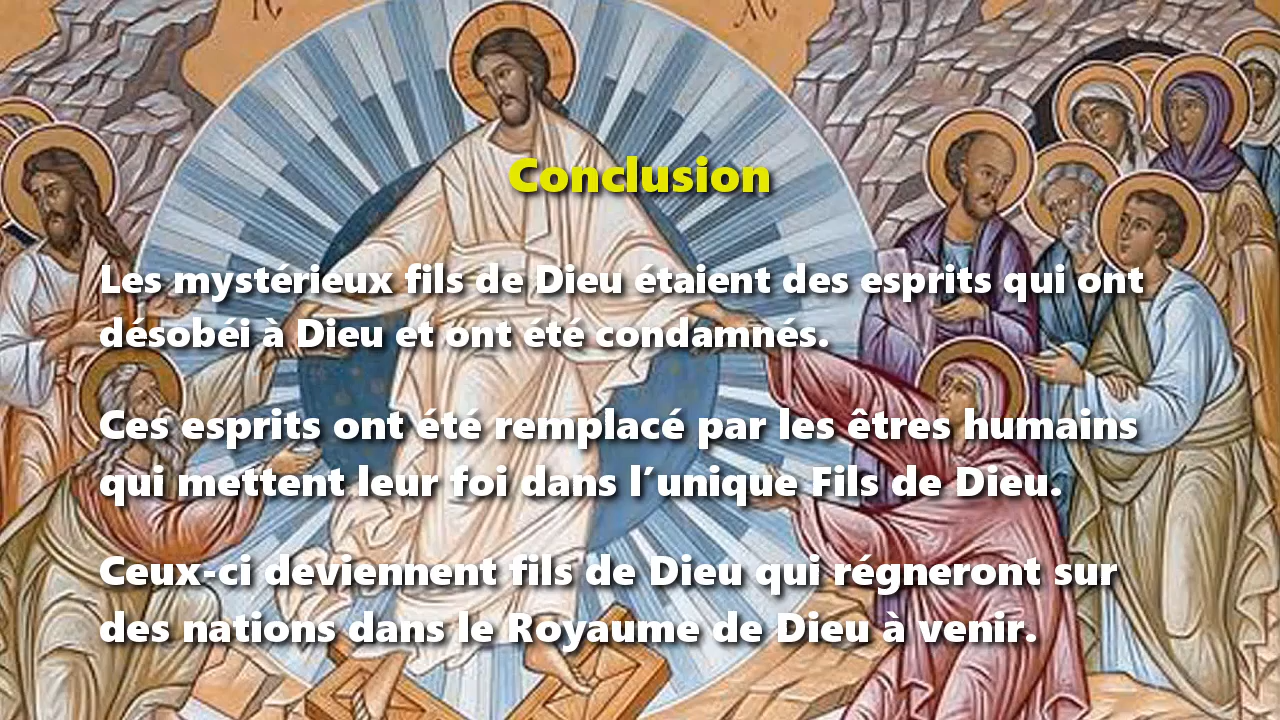 Conclusion
Les mystérieux fils de Dieu étaient des esprits qui ont
désobéi à Dieu et ont été condamnés.
Ces esprits ont été remplacé par les êtres humains
qui mettent leur foi dans l’unique Fils de Dieu.
Ceux-ci deviennent fils de Dieu qui régneront sur
des nations dans le Royaume de Dieu à venir.